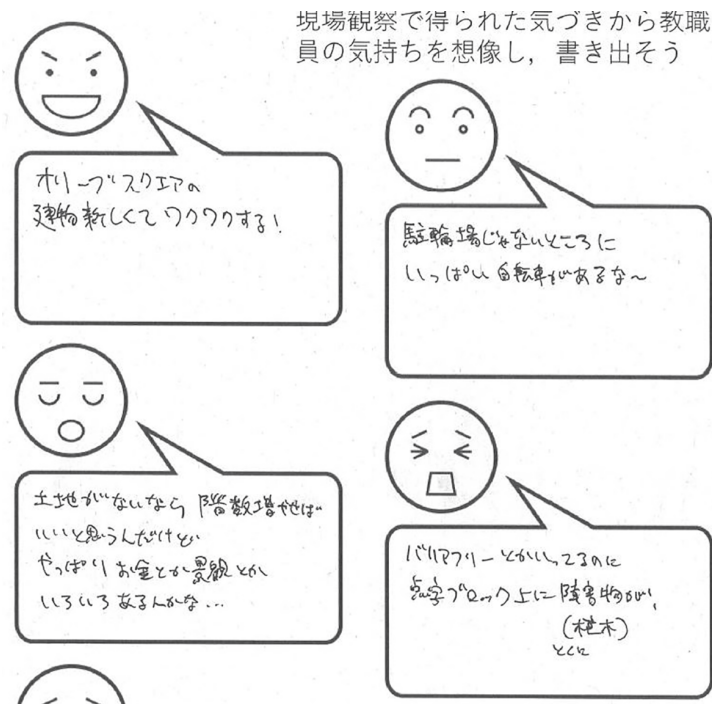 現場観察で得られた気づきから教職
員の気持ちを想像し，書き出そう
オリーブスクエアの
建物新しくてワクワクする!
駐輪場じゃないところに
いっぱい自転車があるな〜
土地がないなら階数増やせば
いいと思うんだけど
やっぱりお金とか景観とか
いろいろあるんかな...
バリアフリーとかいってるのに
点字ブロック上に障害物が!
(植木)
とくに